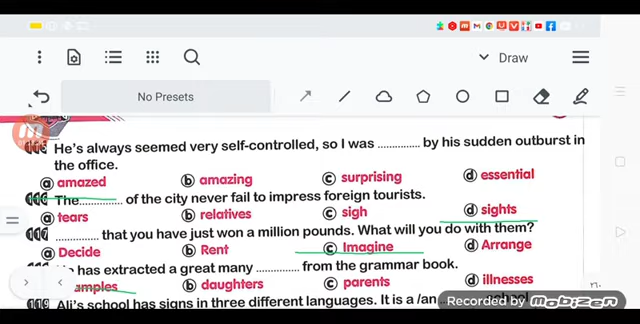 Draw
No Presets
He's always seemed very self-controlled, so I was .............. by his sudden outburst in
the office.
a amazed b amazing c surprising d essential
The.............. of the city never fail to impress foreign tourists.
a tears b relatives c sigh d sights
.............. that you have just won a million pounds. What will you do with them?
a Decide b Rent c Imagine d Arrange
has extracted a great many .............. from the grammar book.
amples b daughters c parents d illnesses
Ali's school has signs in three different languages. It is a /an school
Recorded by Mobizen